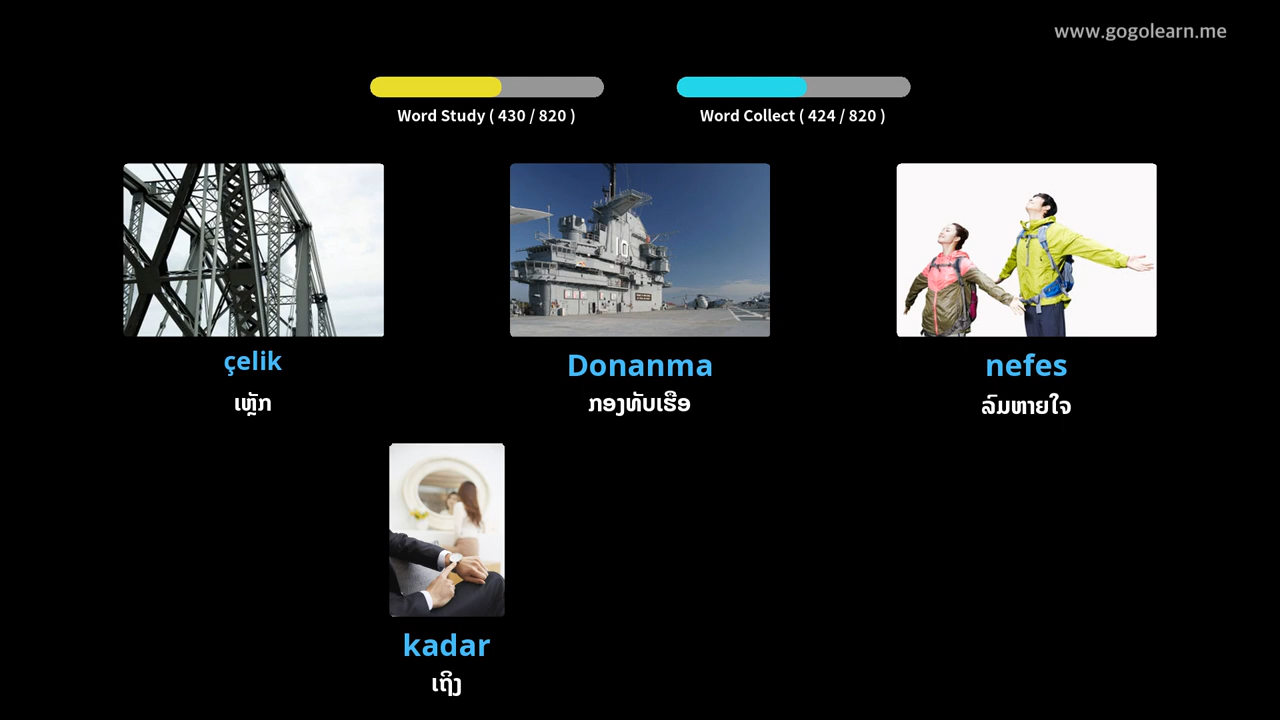 www.gogolearn.me
Word Study ( 430 / 820 )
Word Collect ( 424 / 820 )
10
çelik
ເຫຼັກ
Donanma
ກອງທັບເຮືອ
nefes
ລົມຫາຍໃຈ
kadar
ເຖິງ